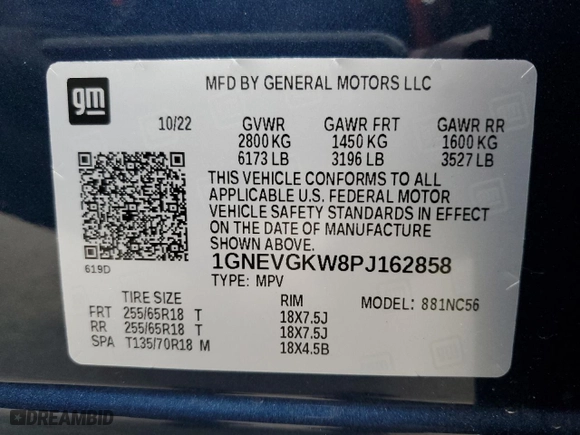 gm
MFD BY GENERAL MOTORS LLC
10/22 GVWR GAWR FRT GAWR RR
2800 KG 1450 KG 1600 KG
6173 LB 3196 LB 3527 LB
THIS VEHICLE CONFORMS TO ALL
APPLICABLE U.S. FEDERAL MOTOR
VEHICLE SAFETY STANDARDS IN EFFECT
ON THE DATE OF MANUFACTURE
SHOWN ABOVE.
619D
1GNEVGKW8PJ162858
TYPE: MPV
TIRE SIZE RIM MODEL: 881NC56
FRT 255/65R18 T 18X7.5J
RR 255/65R18 T 18X7.5J
SPA T135/70R18 M 18X4.5B
DREAMBID